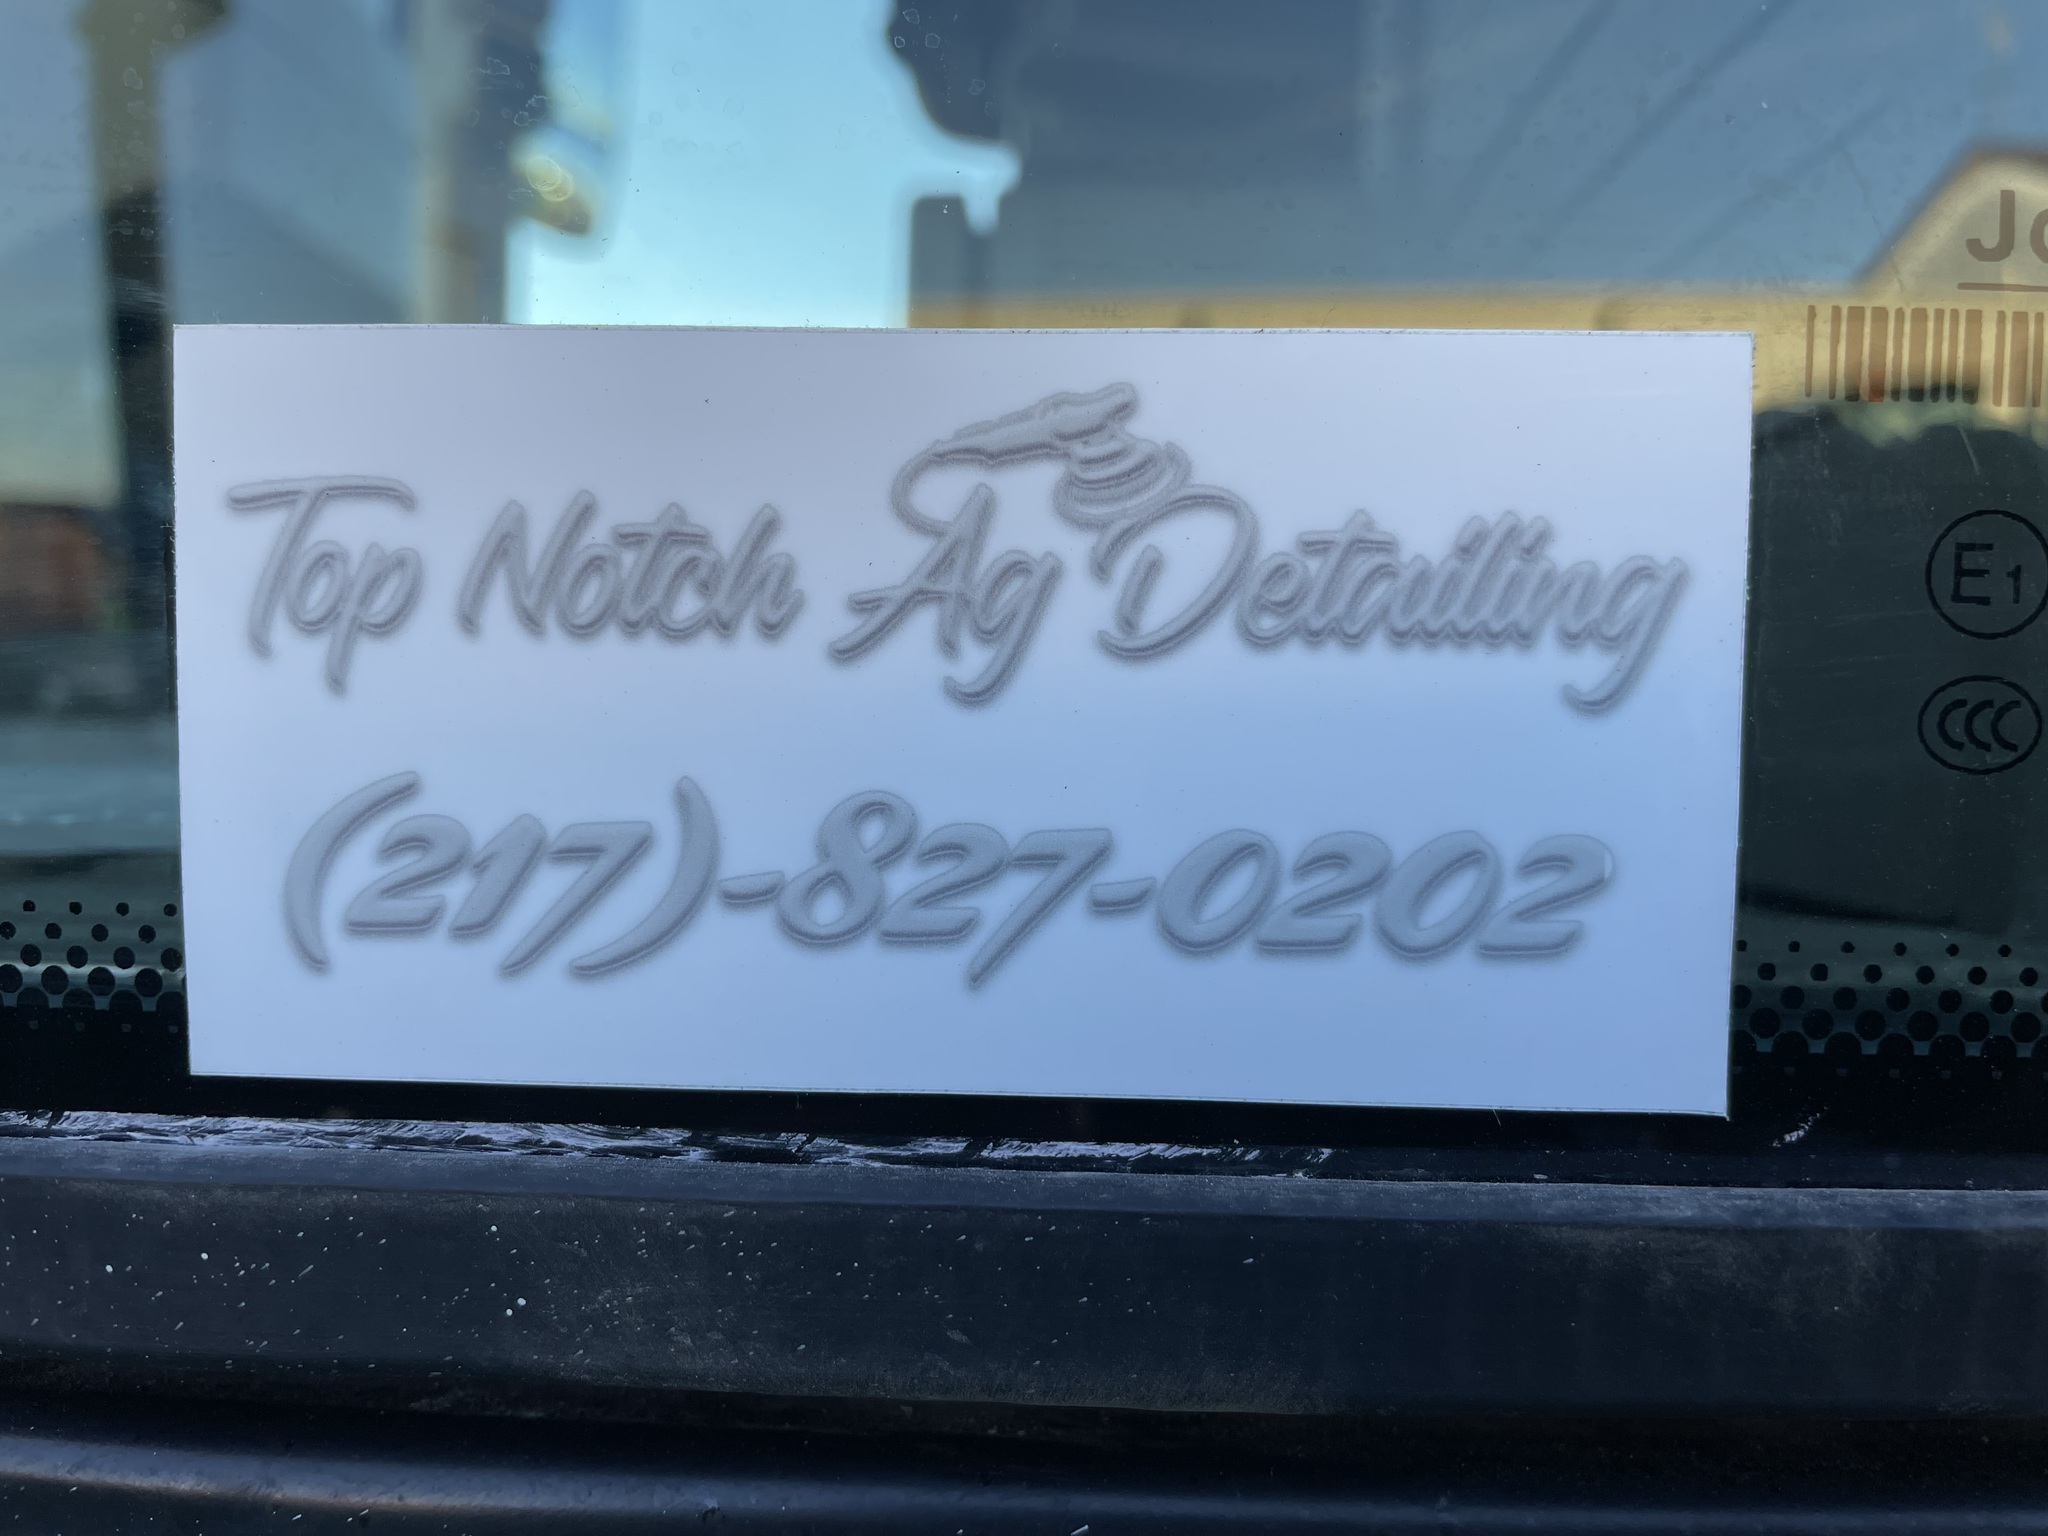 Top Notch Ag Detailing
(217)-827-0202
E1
CCC